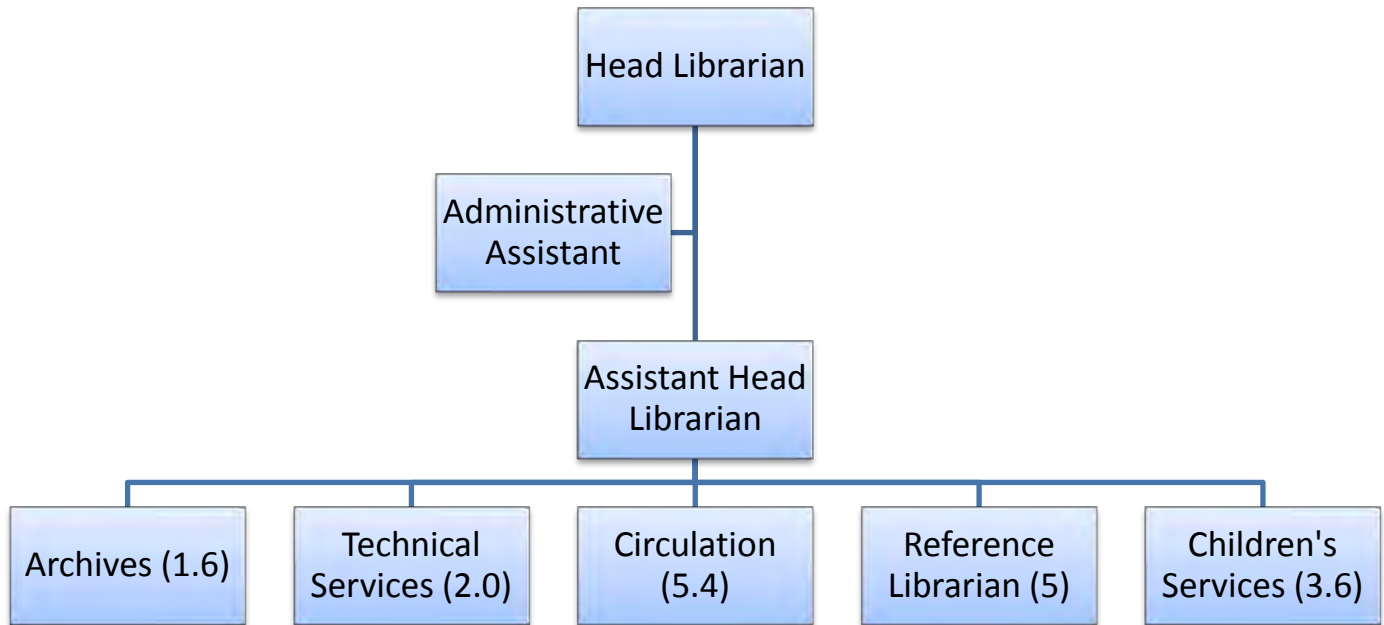 Head Librarian
Administrative
Assistant
Assistant Head
Librarian
Archives (1.6)
Technical
Services (2.0)
Circulation
(5.4)
Reference
Librarian (5)
Children's
Services (3.6)